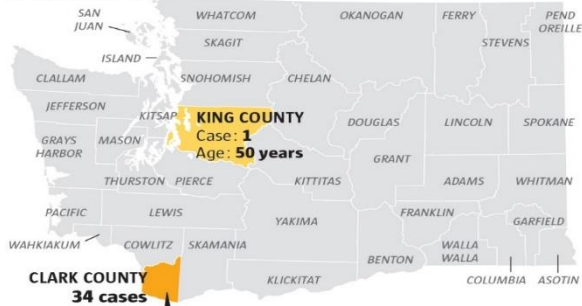 SAN
JUAN
WHATCOM
OKANOGAN
FERRY
PEND
OREILLE
STEVENS
SKAGIT
ISLAND
CLALLAM
SNOHOMISH
CHELAN
JEFFERSON
KITSAP
KING COUNTY
Case: 1
Age: 50 years
DOUGLAS
LINCOLN
SPOKANE
GRAYS
HARBOR
MASON
GRANT
THURSTON
PIERCE
KITTITAS
ADAMS
WHITMAN
PACIFIC
LEWIS
YAKIMA
FRANKLIN
GARFIELD
WAHKIAKUM
COWLITZ
SKAMANIA
BENTON
WALLA
WALLA
CLARK COUNTY
34 cases
KLICKITAT
COLUMBIA
ASOTIN